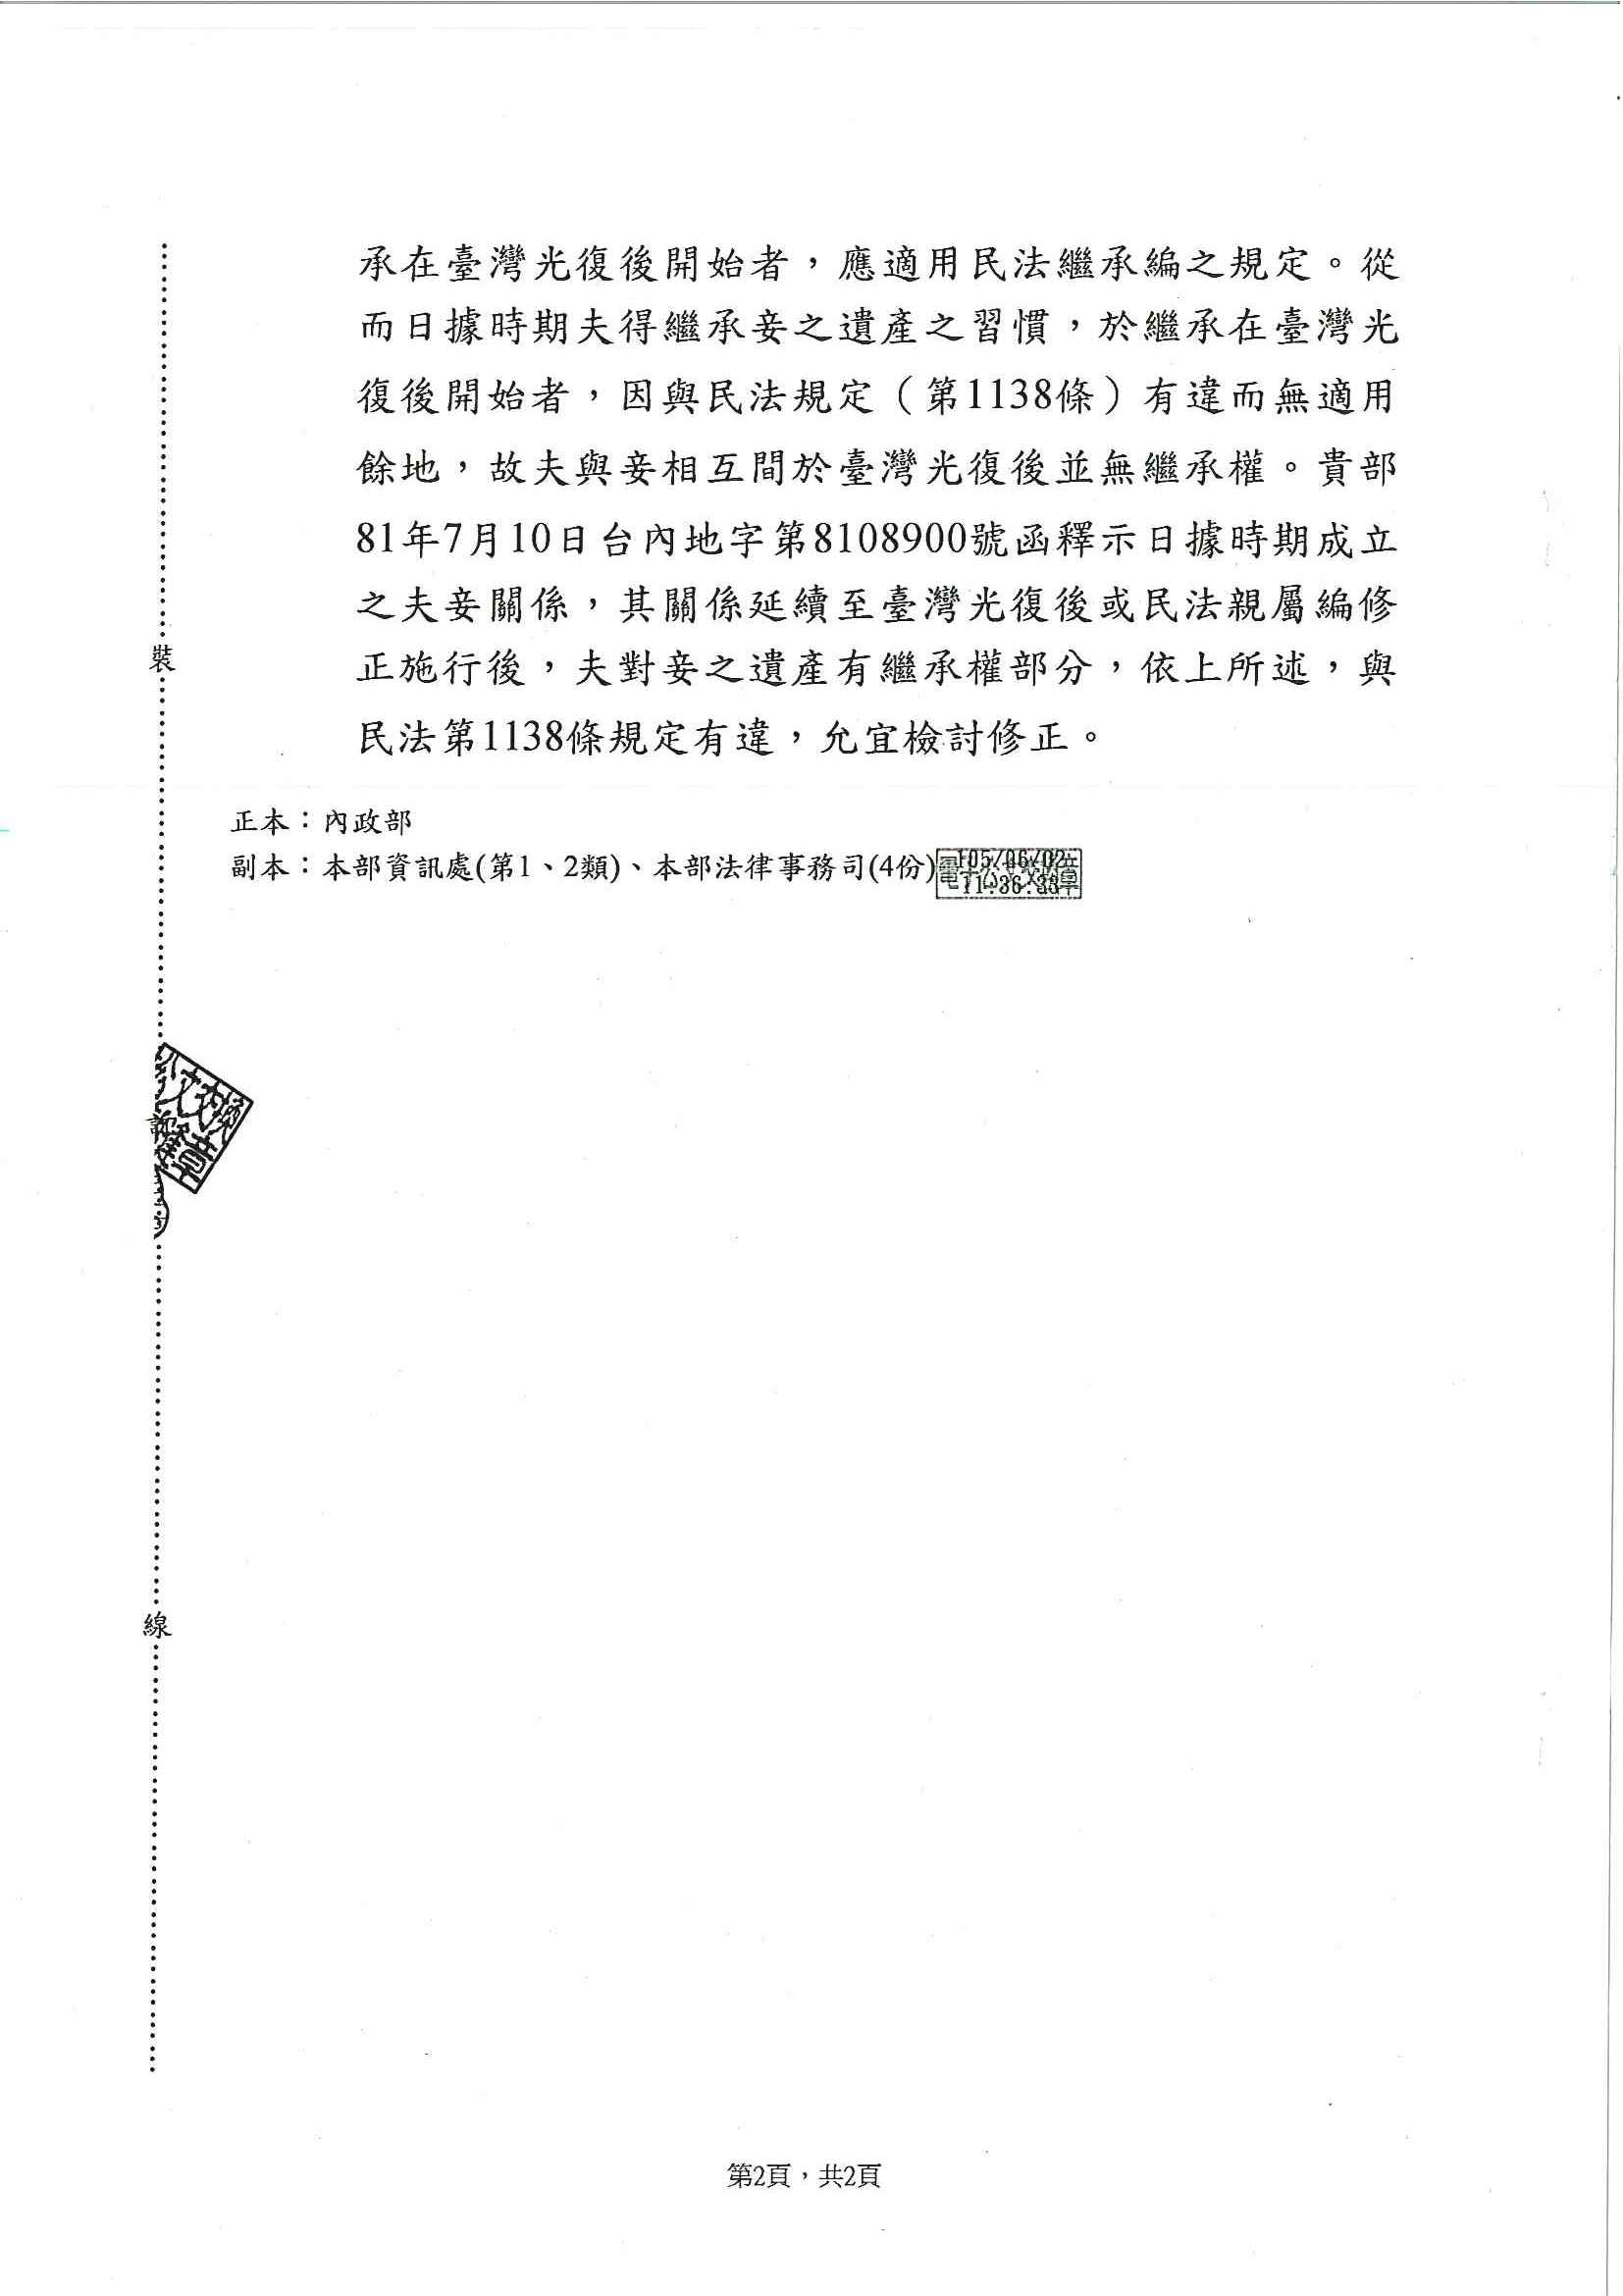 承在臺灣光復後開始者，應適用民法繼承編之規定。從
而日據時期夫得繼承妾之遺產之習慣，於繼承在臺灣光
復後開始者，因與民法規定（第1138條）有違而無適用
餘地，故夫與妾相互間於臺灣光復後並無繼承權。貴部
81年7月10日台內地字第8108900號函釋示日據時期成立
之夫妾關係，其關係延續至臺灣光復後或民法親屬編修
正施行後，夫對妾之遺產有繼承權部分，依上所述，與
民法第1138條規定有違，允宜檢討修正。
裝
正本：內政部
副本：本部資訊處(第1、2類)、本部法律事務司(4份)
105/06/02
11:36:33
交換
章
線
第2頁，共2頁